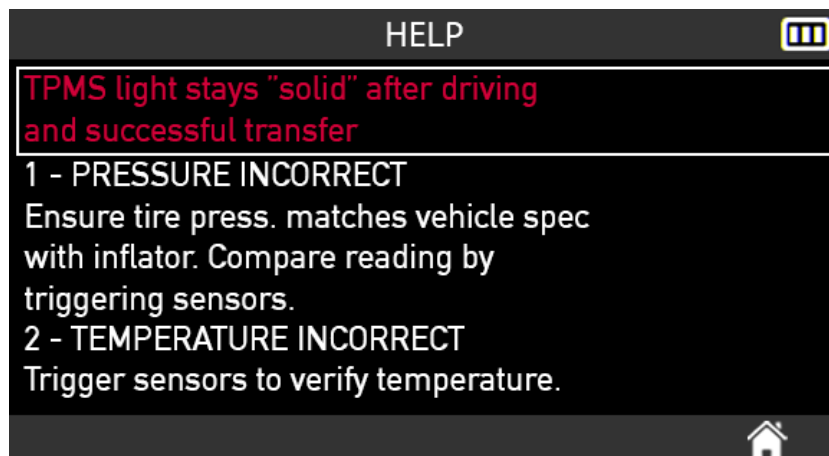 HELP
TPMS light stays "solid" after driving
and successful transfer
1 - PRESSURE INCORRECT
Ensure tire press. matches vehicle spec
with inflator. Compare reading by
triggering sensors.
2 - TEMPERATURE INCORRECT
Trigger sensors to verify temperature.